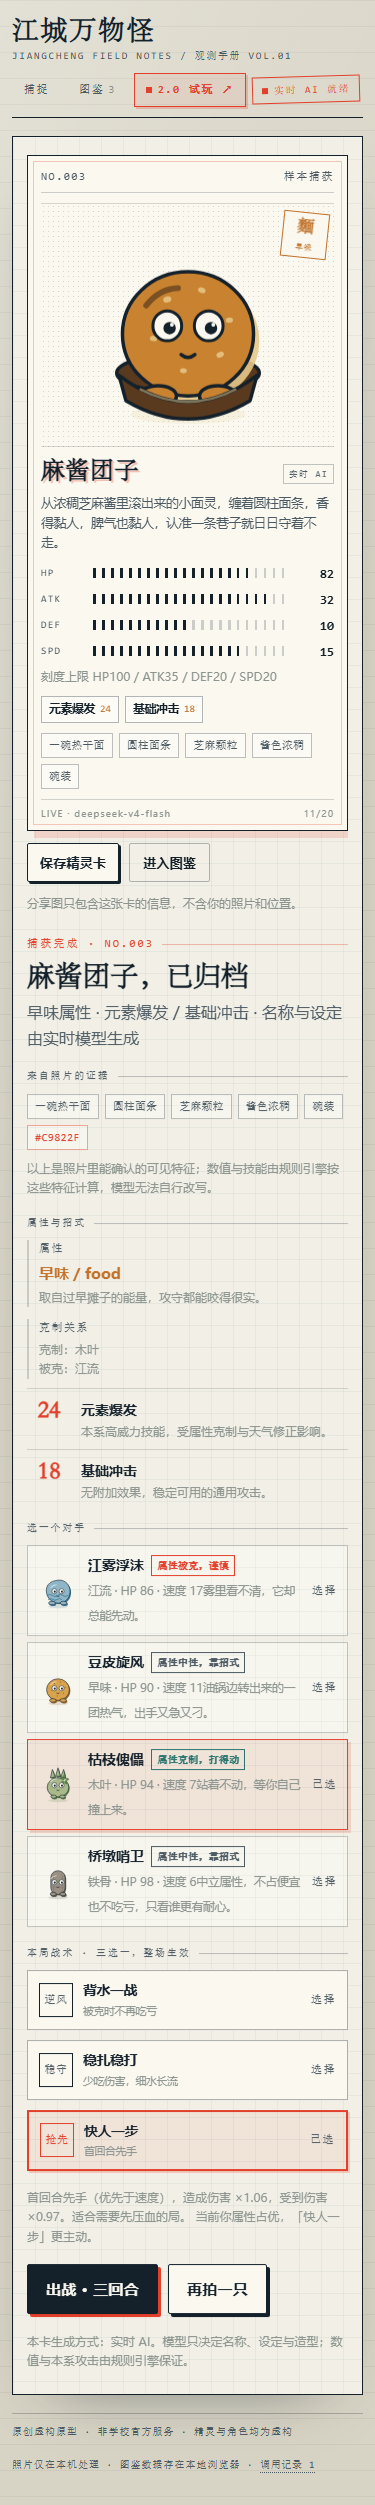 江城万物怪
JIANGCHENG FIELD NOTES / 观测手册 VOL.01
捕捉 图鉴 3 2.0 试玩 ↗ 实时 AI 就绪
NO.003 样本捕获
早硬
麻酱团子 实时 AI
从浓稠芝麻酱里滚出来的小面灵，缠着圆柱面条，香
得黏人，脾气也黏人，认准一条巷子就日日守着不
走。
HP 82
ATK 32
DEF 10
SPD 15
刻度上限 HP100 / ATK35 / DEF20 / SPD20
元素爆发 24 基础冲击 18
一碗热干面 圆柱面条 芝麻颗粒 酱色浓稠
碗装
LIVE · deepseek-v4-flash 11/20
保存精灵卡 进入图鉴
分享图只包含这张卡的信息，不含你的照片和位置。
捕获完成 · NO.003
麻酱团子，已归档
早味属性 · 元素爆发 / 基础冲击 · 名称与设定
由实时模型生成
来自照片的证据
一碗热干面 圆柱面条 芝麻颗粒 酱色浓稠 碗装
#C9822F
以上是照片里能确认的可见特征；数值与技能由规则引擎按
这些特征计算，模型无法自行改写。
属性与招式
属性
早味 / food
取自过早摊子的能量，攻守都能咬得很实。
克制关系
克制：木叶
被克：江流
24 元素爆发
本系高威力技能，受属性克制与天气修正影响。
18 基础冲击
无附加效果，稳定可用的通用攻击。
选一个对手
江雾浮沫 属性被克，谨慎
江流 · HP 86 · 速度 17雾里看不清，它却 选择
总能先动。
豆皮旋风 属性中性，靠招式
早味 · HP 90 · 速度 11油锅边转出来的一 选择
团热气，出手又急又刁。
枯枝傀儡 属性克制，打得动
木叶 · HP 94 · 速度 7站着不动，等你自己 已选
撞上来。
桥墩哨卫 属性中性，靠招式
铁骨 · HP 98 · 速度 6中立属性，不占便宜 选择
也不吃亏，只看谁更有耐心。
本局战术 · 三选一，整场生效
逆风 背水一战 选择
被克时不再吃亏
稳守 稳扎稳打 选择
少吃伤害，细水长流
抢先 快人一步 已选
首回合先手
首回合先手（优先于速度），造成伤害 ×1.06，受到伤害
×0.97。适合需要先压血的局。 当前你属性占优，「快人一
步」更主动。
出战 · 三回合 再拍一只
本卡生成方式：实时 AI。模型只决定名称、设定与造型；数
值与本系攻击由规则引擎保证。
原创虚构原型 · 非学校官方服务 · 精灵与角色均为虚构
照片仅在本机处理 · 图鉴数据存在本地浏览器 · 调用记录 1